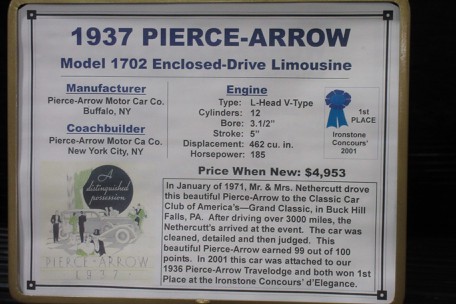 1937 PIERCE-ARROW
Model 1702 Enclosed-Drive Limousine
Manufacturer
Pierce-Arrow Motor Car Co.
Buffalo, NY
Coachbuilder
Pierce-Arrow Motor Ca Co.
New York City, NY
Engine
Type: L-Head V-Type
Cylinders: 12
Bore: 3.1/2"
Stroke: 5"
Displacement: 462 cu. in.
Horsepower: 185
1st
PLACE
Ironstone
Concours'
2001
Price When New: $4,953
A
distinguished
possession
PIERCE-ARROW
1937
In January of 1971, Mr. & Mrs. Nethercutt drove
this beautiful Pierce-Arrow to the Classic Car
Club of America's—Grand Classic, in Buck Hill
Falls, PA. After driving over 3000 miles, the
Nethercutt's arrived at the event. The car was
cleaned, detailed and then judged. This
beautiful Pierce-Arrow earned 99 out of 100
points. In 2001 this car was attached to our
1936 Pierce-Arrow Travelodge and both won 1st
Place at the Ironstone Concours' d'Elegance.